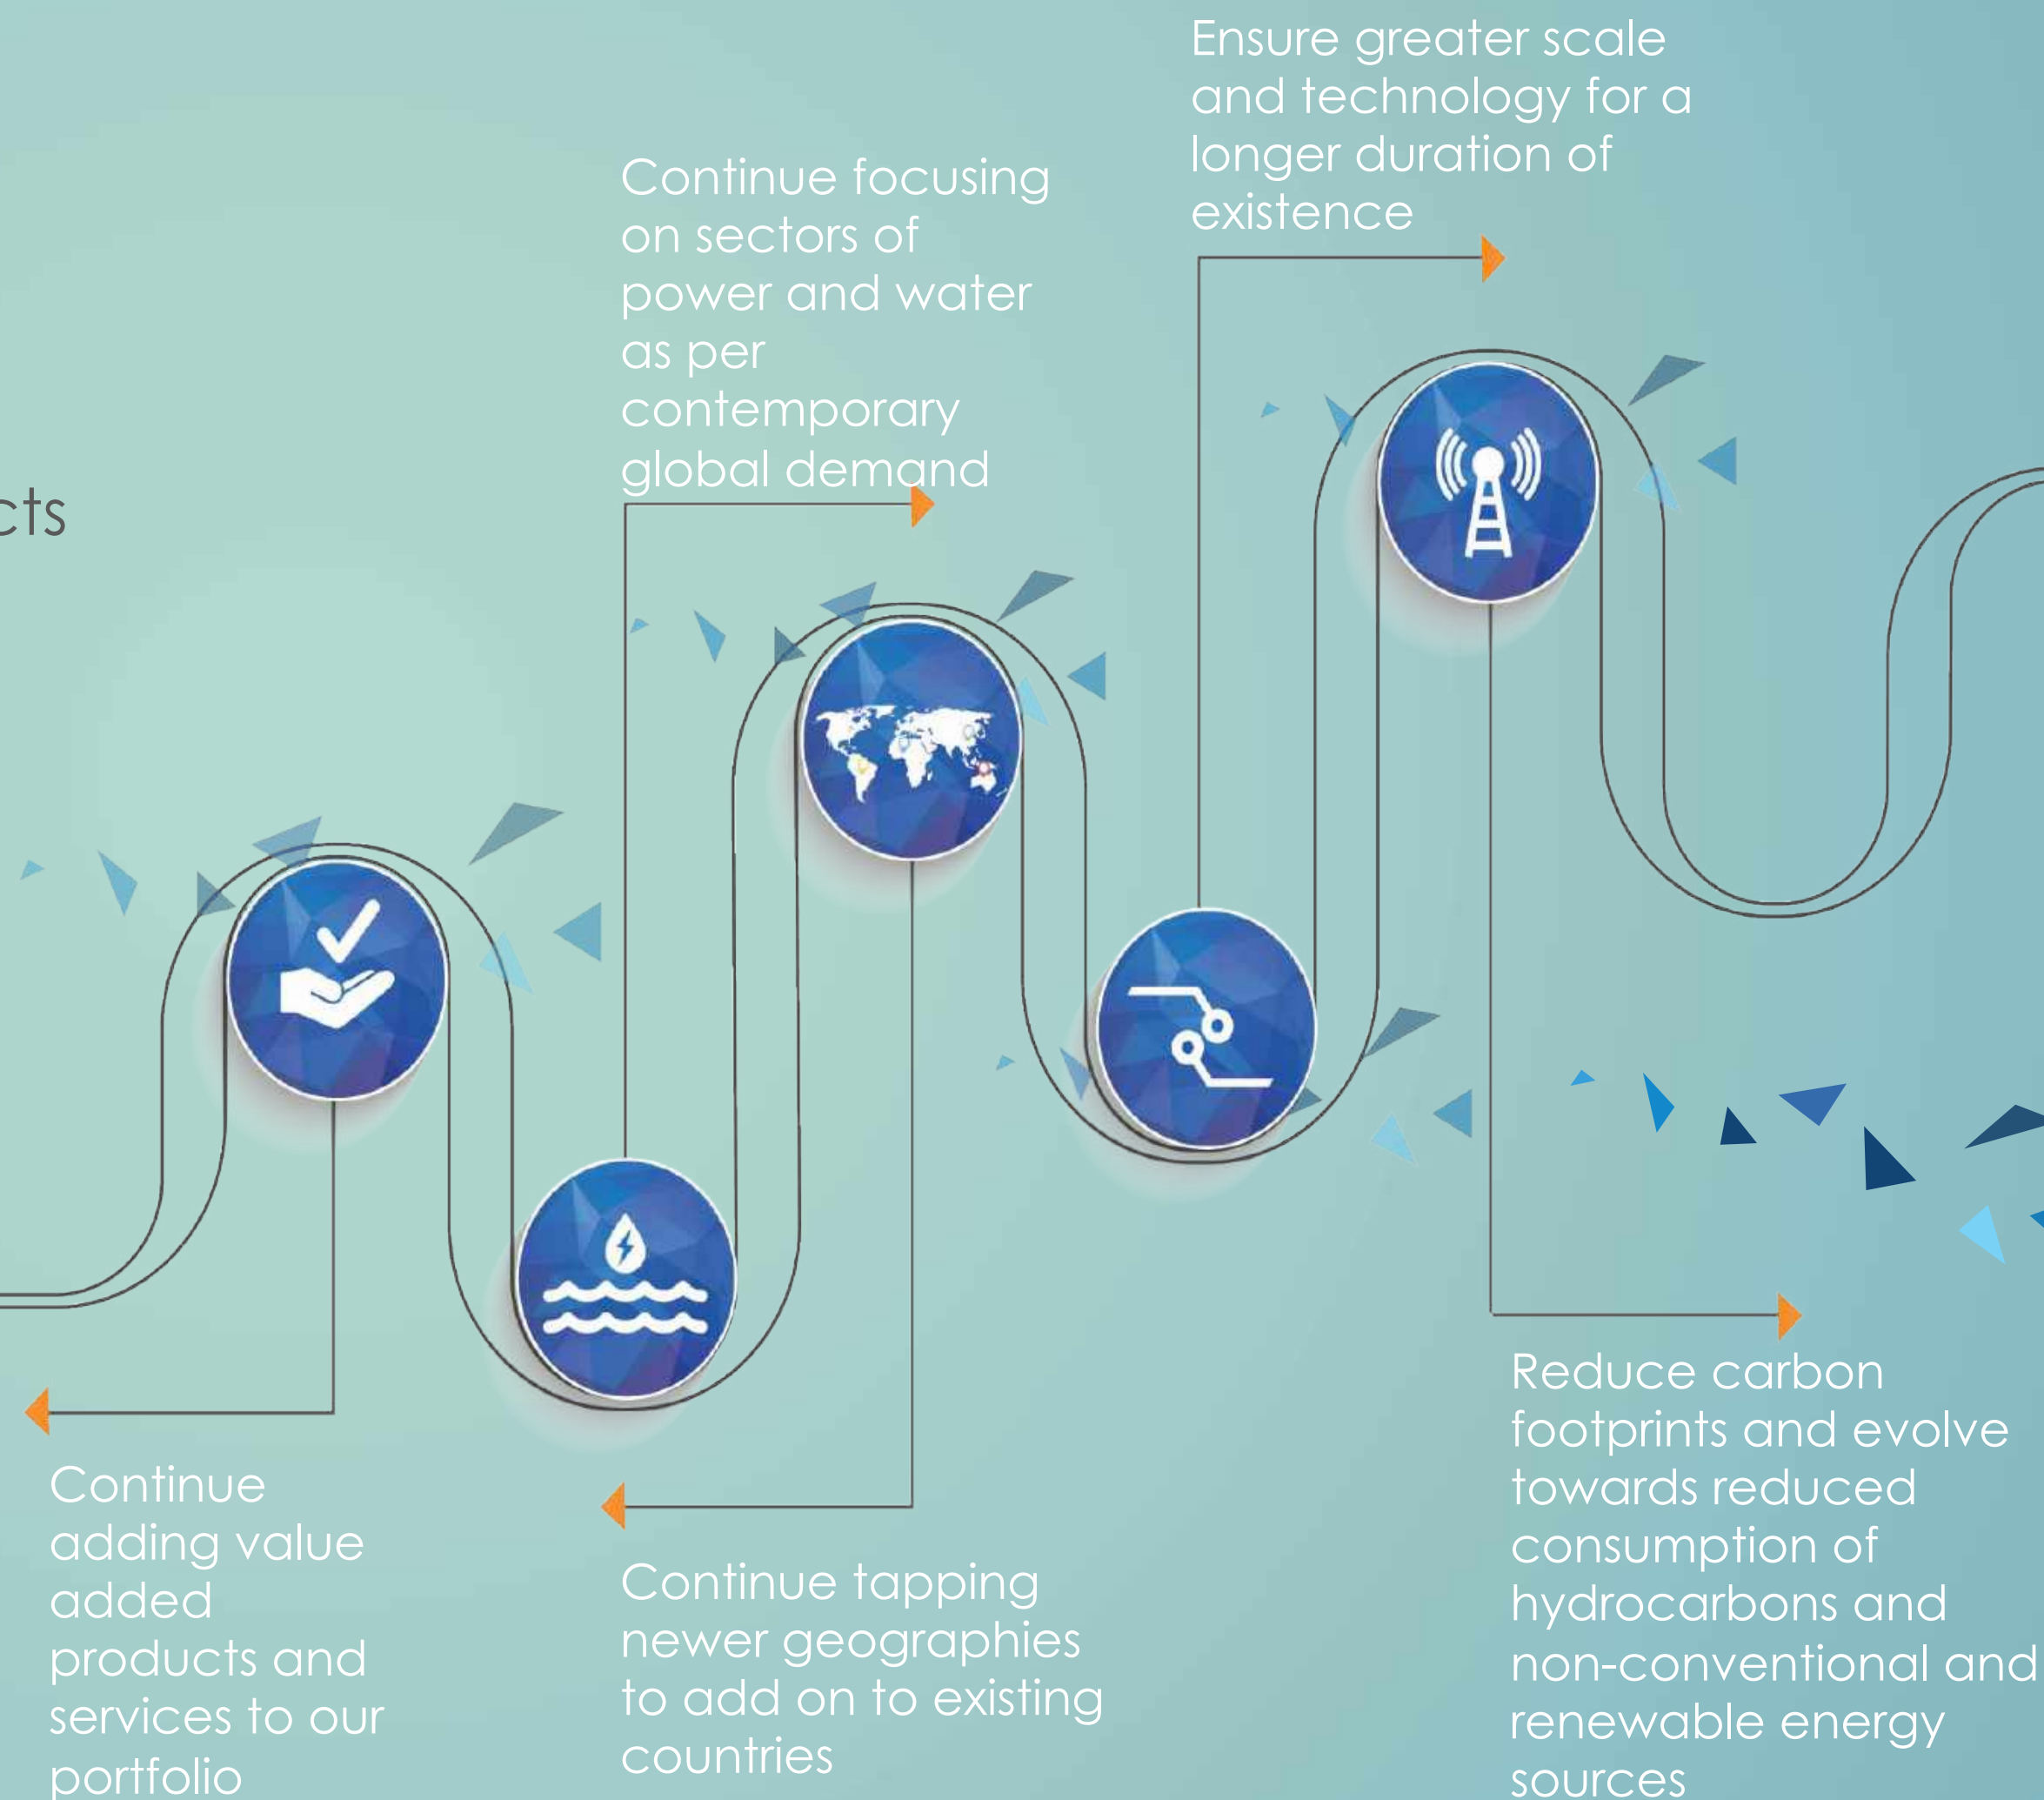 cts
Continue
adding value
added
products and
services to our
portfolio
Continue focusing
on sectors of
power and water
as per
contemporary
global demand
Continue tapping
newer geographies
to add on to existing
countries
Ensure greater scale
and technology for a
longer duration of
existence
Reduce carbon
footprints and evolve
towards reduced
consumption of
hydrocarbons and
non-conventional and
renewable energy
sources